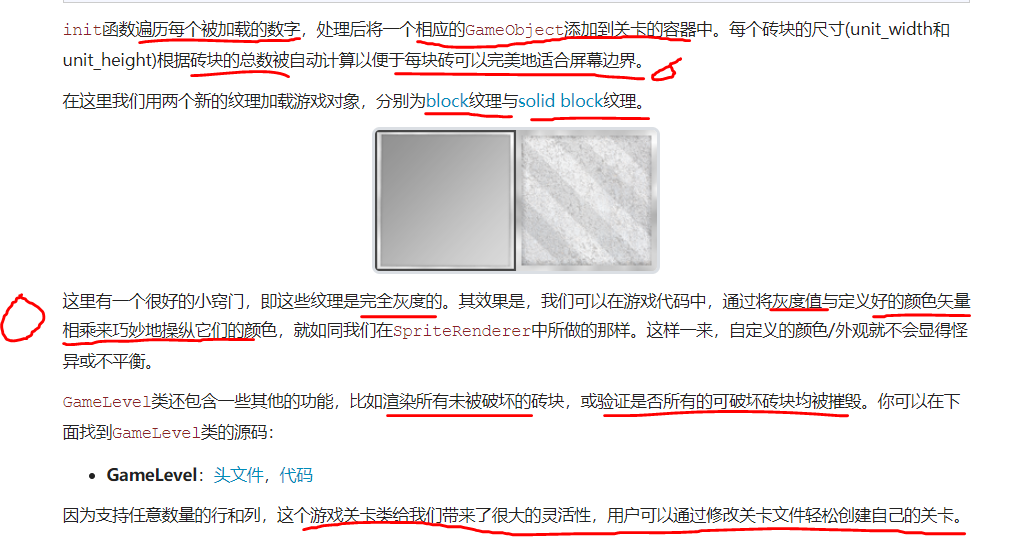 init函数遍历每个被加载的数字，处理后将一个相应的GameObject添加到关卡的容器中。每个砖块的尺寸(unit_width和
unit_height)根据砖块的总数被自动计算以便于每块砖可以完美地适合屏幕边界。
在这里我们用两个新的纹理加载游戏对象，分别为block纹理与solid block纹理。
这里有一个很好的小窍门，即这些纹理是完全灰度的。其效果是，我们可以在游戏代码中，通过将灰度值与定义好的颜色矢量
相乘来巧妙地操纵它们的颜色，就如同我们在SpriteRenderer中所做的那样。这样一来，自定义的颜色/外观就不会显得怪
异或不平衡。
GameLevel类还包含一些其他的功能，比如渲染所有未被破坏的砖块，或验证是否所有的可破坏砖块均被摧毁。你可以在下
面找到GameLevel类的源码：
• GameLevel：头文件，代码
因为支持任意数量的行和列，这个游戏关卡类给我们带来了很大的灵活性，用户可以通过修改关卡文件轻松创建自己的关卡。